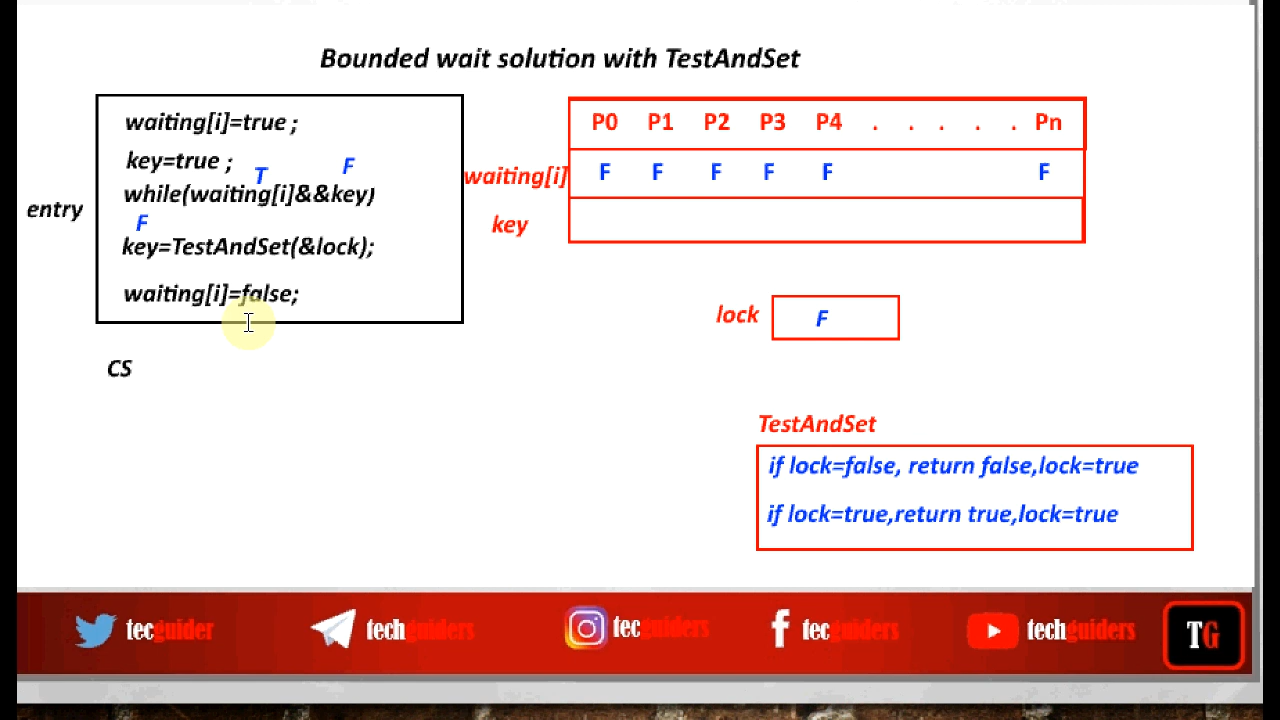 Bounded wait solution with TestAndSet
waiting[i]=true ;
key=true ;
T F
while(waiting[i]&&key)
F
key=TestAndSet(&lock);
waiting[i]=false;
entry
CS
P0 P1 P2 P3 P4 . . . . . Pn
waiting[i] F F F F F F
key
lock F
TestAndSet
if lock=false, return false,lock=true
if lock=true,return true,lock=true
tecguider techguiders tecguiders tecguiders techguiders TG